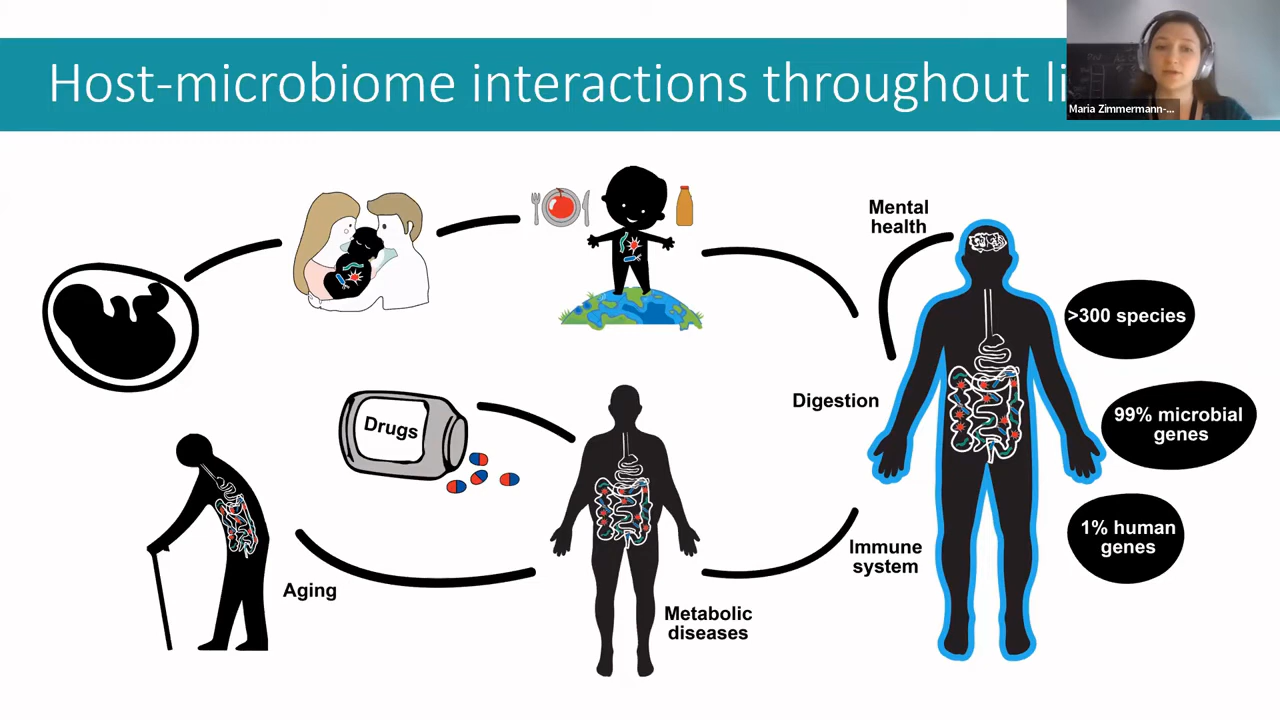 Host-microbiome interactions throughout
Maria Zimmermann-...
Mental
health
>300 species
Digestion
99% microbial
genes
Drugs
Immune
system
1% human
genes
Aging
Metabolic
diseases